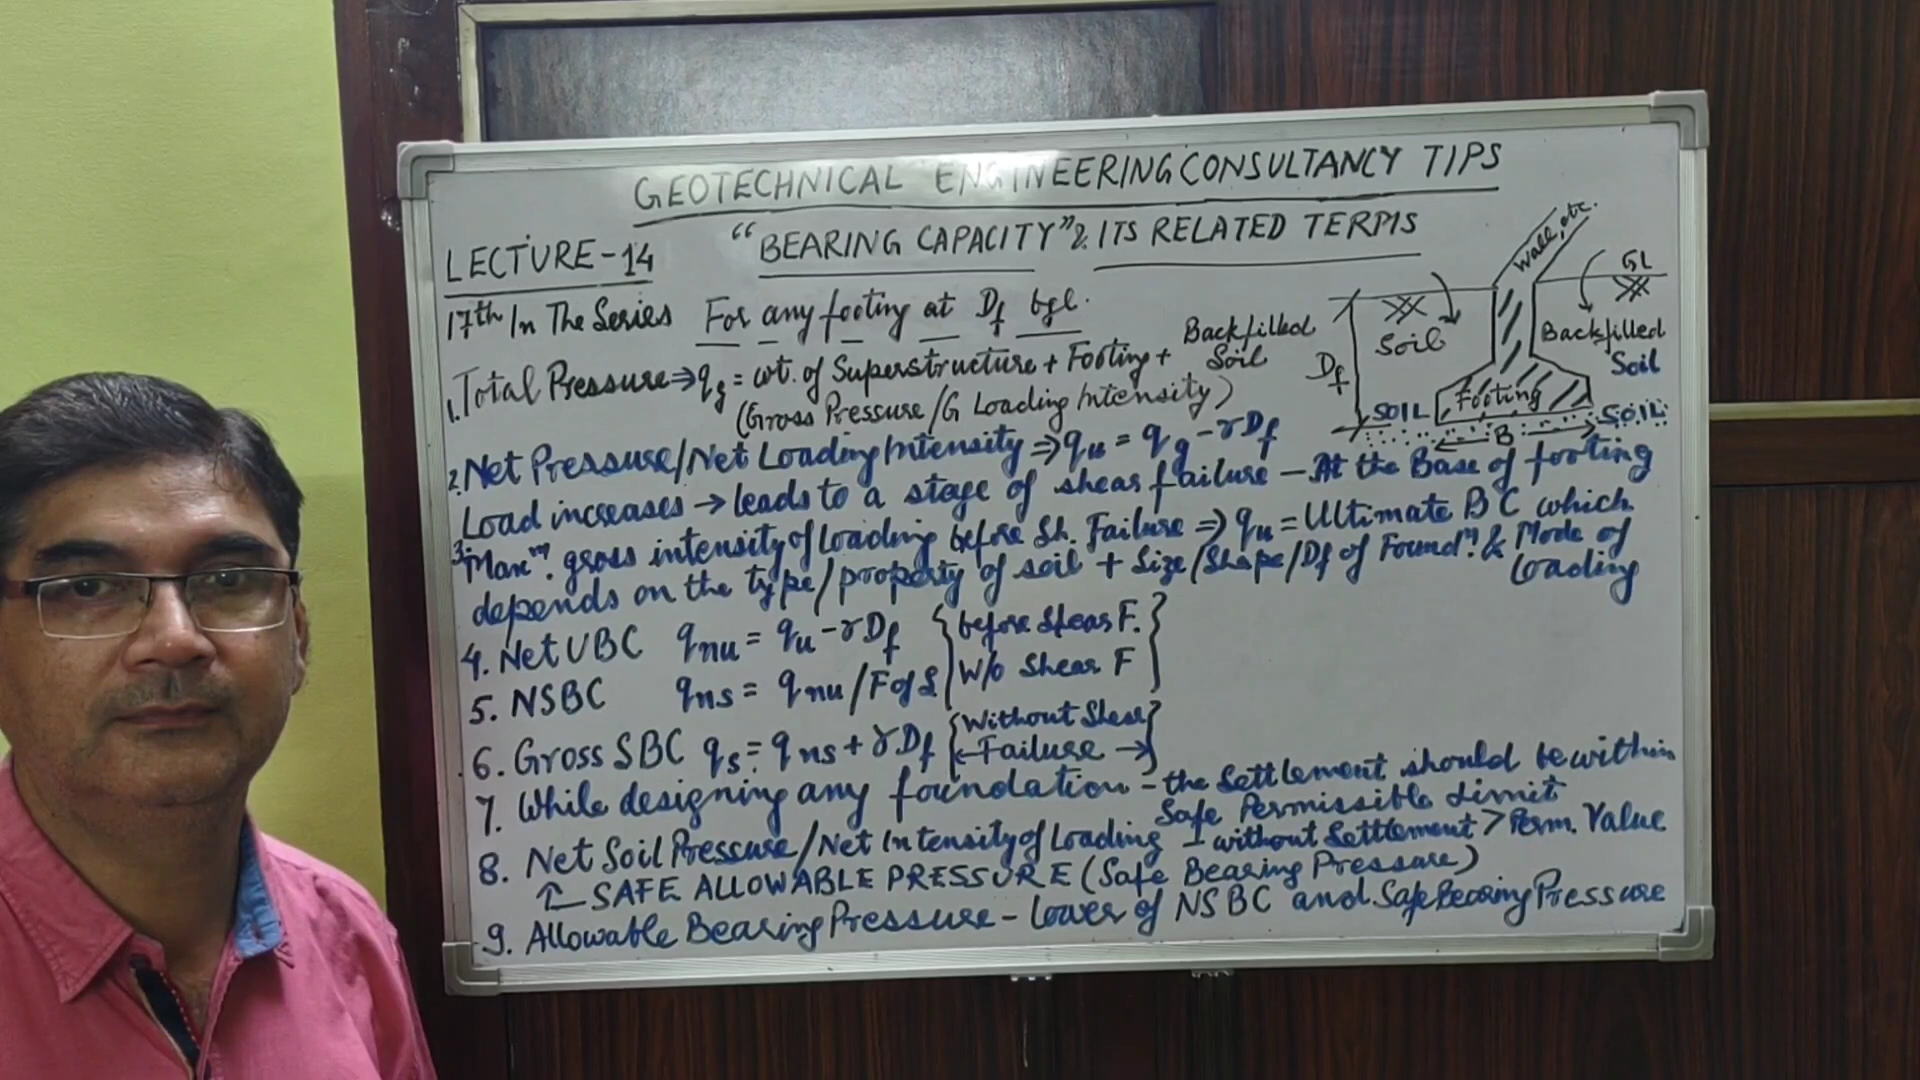 GEOTECHNICAL ENGINEERING CONSULTANCY TIPS
LECTURE-14
"BEARING CAPACITY" & ITS RELATED TERMS
17th In The Series
For any footing at Df bgl.
1. Total Pressure ⇒ qg = wt. of Superstructure + Footing + Backfilled Soil
(Gross Pressure/G Loading Intensity)
2. Net Pressure/Net Loading Intensity ⇒ qn = qg - γDf
Load increases → leads to a stage of shear failure - At the Base of footing
3. Maxm. gross intensity of loading before Sh. Failure ⇒ qu = Ultimate BC which
depends on the type/property of soil + Size/Shape/Df of Foundn. & Mode of Loading
4. Net UBC qnu = qu - γDf {before Shear F.}
5. NSBC qns = qnu/F of S {W/o Shear F}
6. Gross SBC qs = qns + γDf {Without Shear
← Failure →}
7. While designing any foundation - the Settlement should be within
Safe Permissible Limit
8. Net Soil Pressure/Net Intensity of Loading - without Settlement > Perm. Value
↑ SAFE ALLOWABLE PRESSURE (Safe Bearing Pressure)
9. Allowable Bearing Pressure - lower of NSBC and Safe Bearing Pressure
Wall, etc.
GL
Soil
Backfilled
Soil
Df
Footing
SOIL
SOIL
B